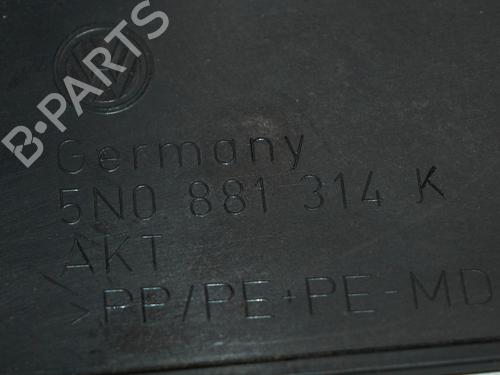 B-PARTS
Germany
5N0 881 314 K
AKT
>PP/PE+PE-MD